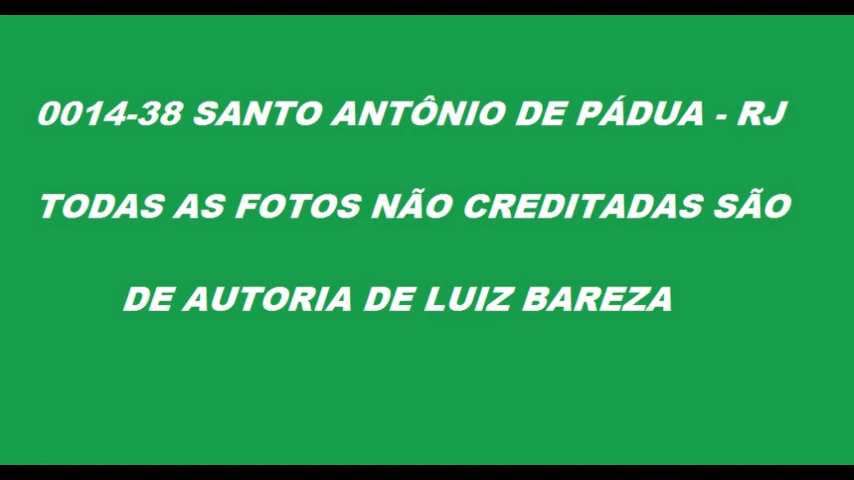 0014-38 SANTO ANTÔNIO DE PÁDUA - RJ
TODAS AS FOTOS NÃO CREDITADAS SÃO
DE AUTORIA DE LUIZ BAREZA